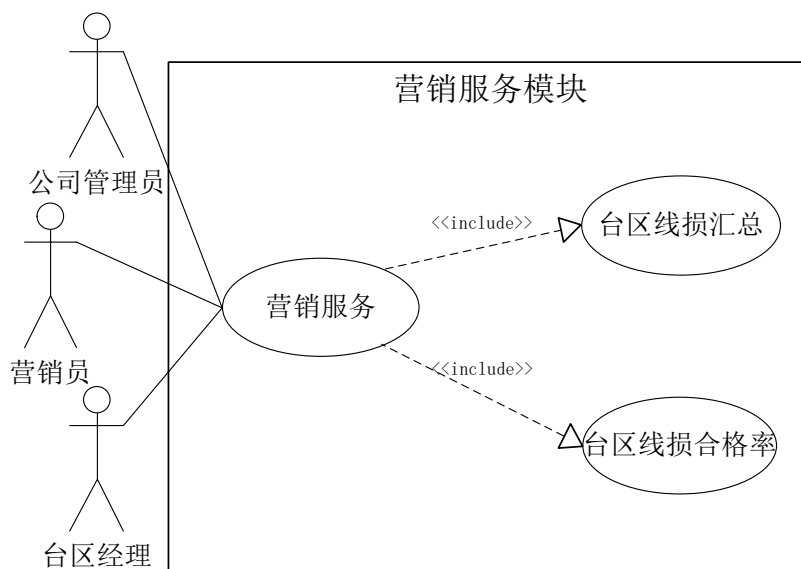 营销服务模块
公司管理员
台区线损汇总
<<include>>
营销服务
营销员
<<include>>
台区线损合格率
台区经理